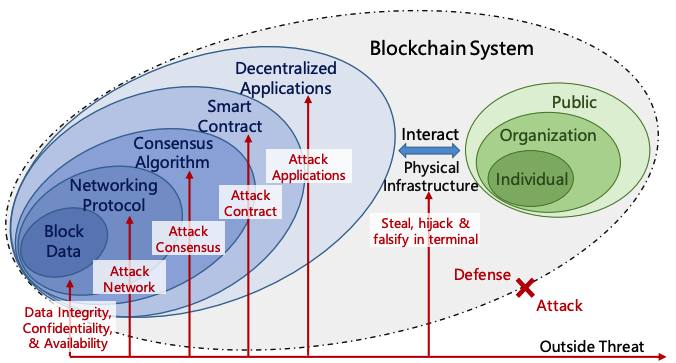 Blockchain System
Decentralized
Applications
Smart
Contract
Consensus
Algorithm
Networking
Protocol
Block
Data
Interact
Physical
Infrastructure
Public
Organization
Individual
Attack
Applications
Attack
Contract
Attack
Consensus
Attack
Network
Data Integrity,
Confidentiality,
& Availability
Steal, hijack &
falsify in terminal
Defense
Attack
Outside Threat